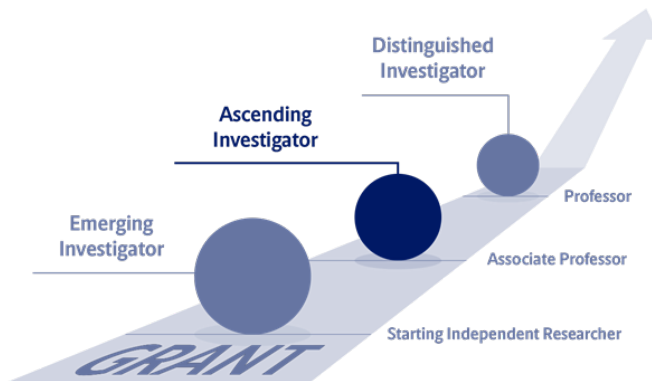 Distinguished
Investigator
Ascending
Investigator
Professor
Emerging
Investigator
Associate Professor
Starting Independent Researcher
GRANT